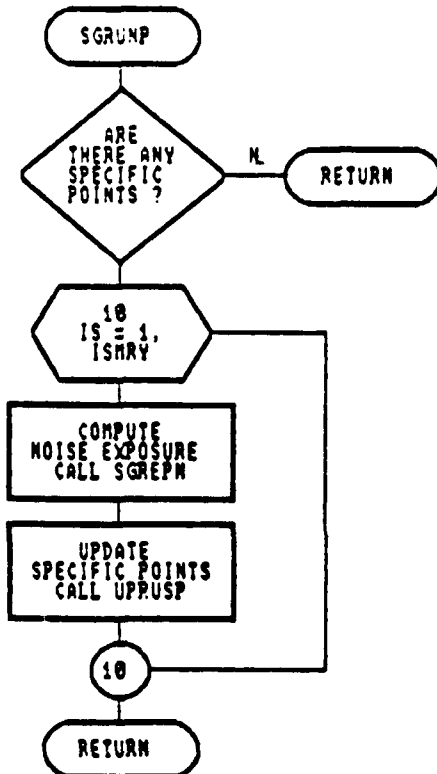 SGRUNP
ARE
THERE ANY
SPECIFIC
POINTS ?
RETURN
10
IS = 1,
ISMRY
COMPUTE
NOISE EXPOSURE
CALL SGREPN
UPDATE
SPECIFIC POINTS
CALL UPRUSP
10
RETURN